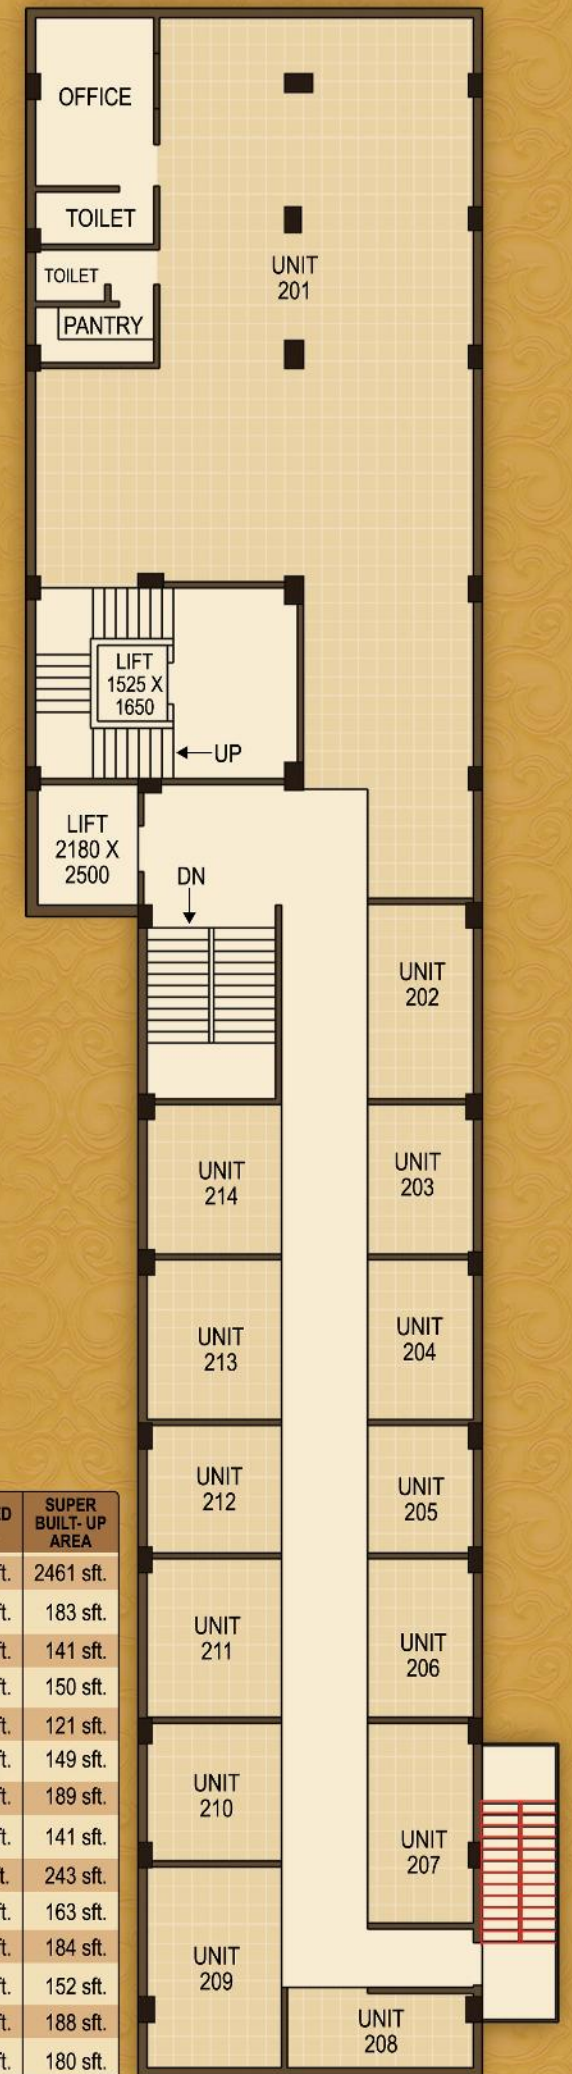 OFFICE
TOILET
TOILET
PANTRY
UNIT
201
LIFT
1525 X
1650
UP
LIFT
2180 X
2500
DN
UNIT
202
UNIT
214
UNIT
203
UNIT
213
UNIT
204
UNIT
212
UNIT
205
UNIT
211
UNIT
206
UNIT
210
UNIT
207
UNIT
209
UNIT
208
SUPER
BUILT- UP
AREA
2461 sft.
183 sft.
141 sft.
150 sft.
121 sft.
149 sft.
189 sft.
141 sft.
243 sft.
163 sft.
184 sft.
152 sft.
188 sft.
180 sft.